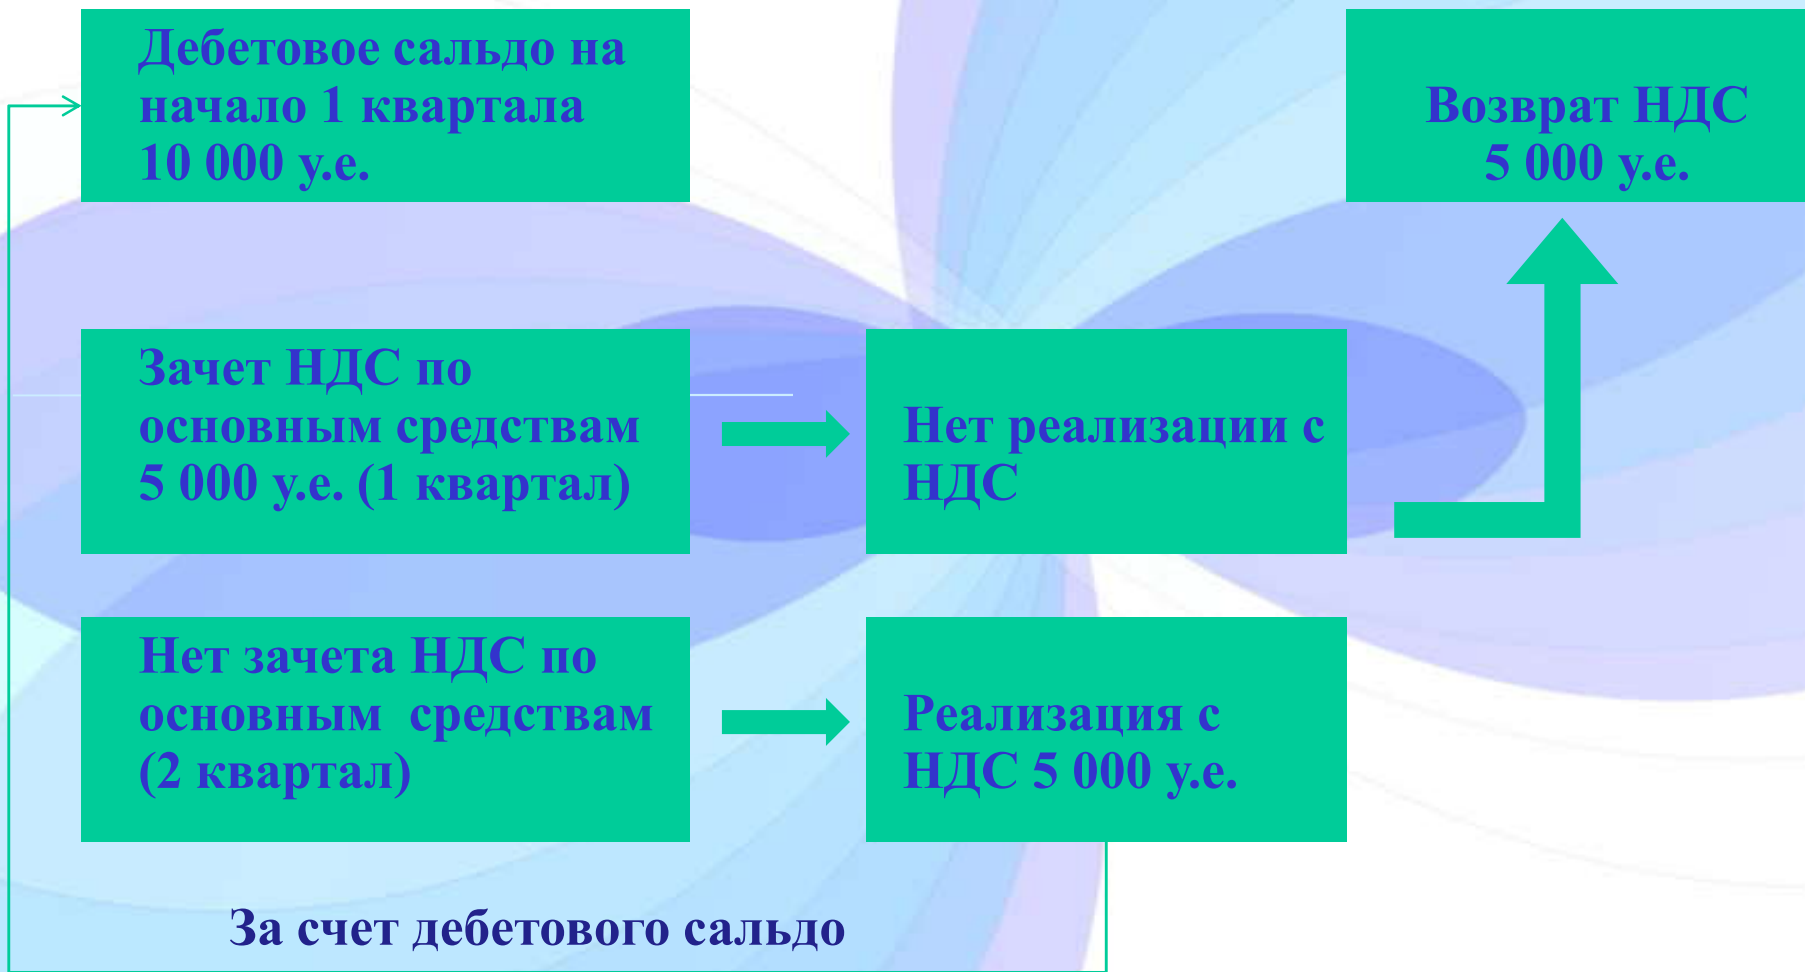 Дебетовое сальдо на
начало 1 квартала
10 000 у.е.
Возврат НДС
5 000 у.е.
Зачет НДС по
основным средствам
5 000 у.е. (1 квартал)
Нет реализации с
НДС
Нет зачета НДС по
основным средствам
(2 квартал)
Реализация с
НДС 5 000 у.е.
За счет дебетового сальдо